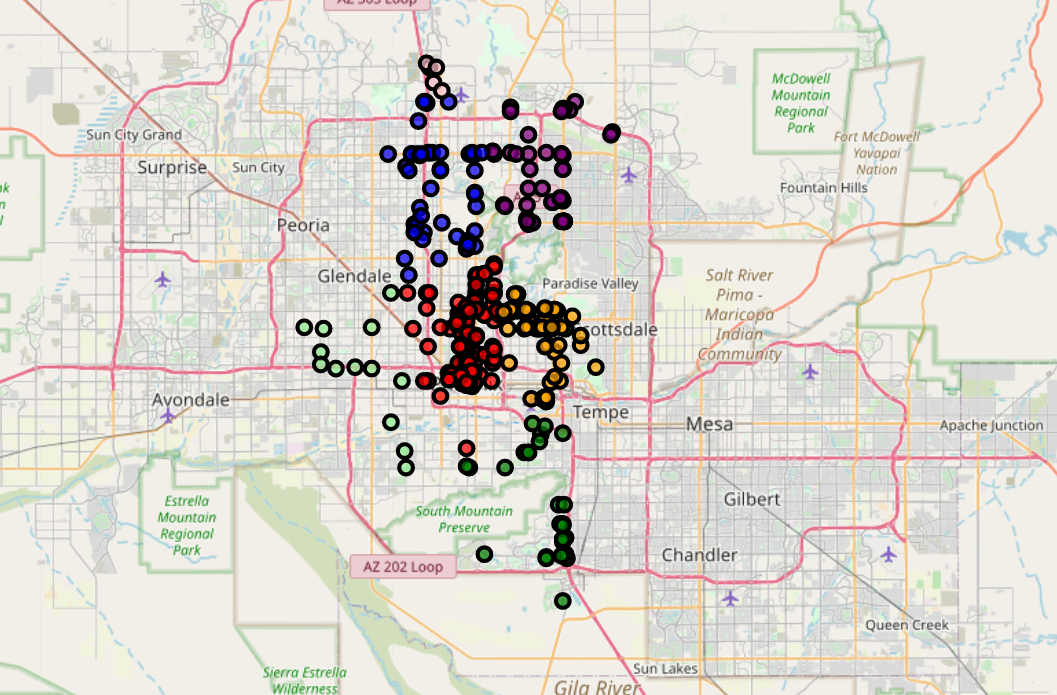 AZ 303 Loop
McDowell
Mountain
Regional
Park
Sun City Grand
Fort McDowell
Yavapai
Nation
Surprise
Sun City
Fountain Hills
Peoria
Glendale
Salt River
Pima -
Maricopa
Indian
Community
Paradise Valley
cottsdale
Avondale
Tempe
Mesa
Apache Junction
Estrella
Mountain
Regional
Park
South Mountain
Preserve
Gilbert
Chandler
AZ 202 Loop
Queen Creek
Sierra Estrella
Wilderness
Sun Lakes
Gila River